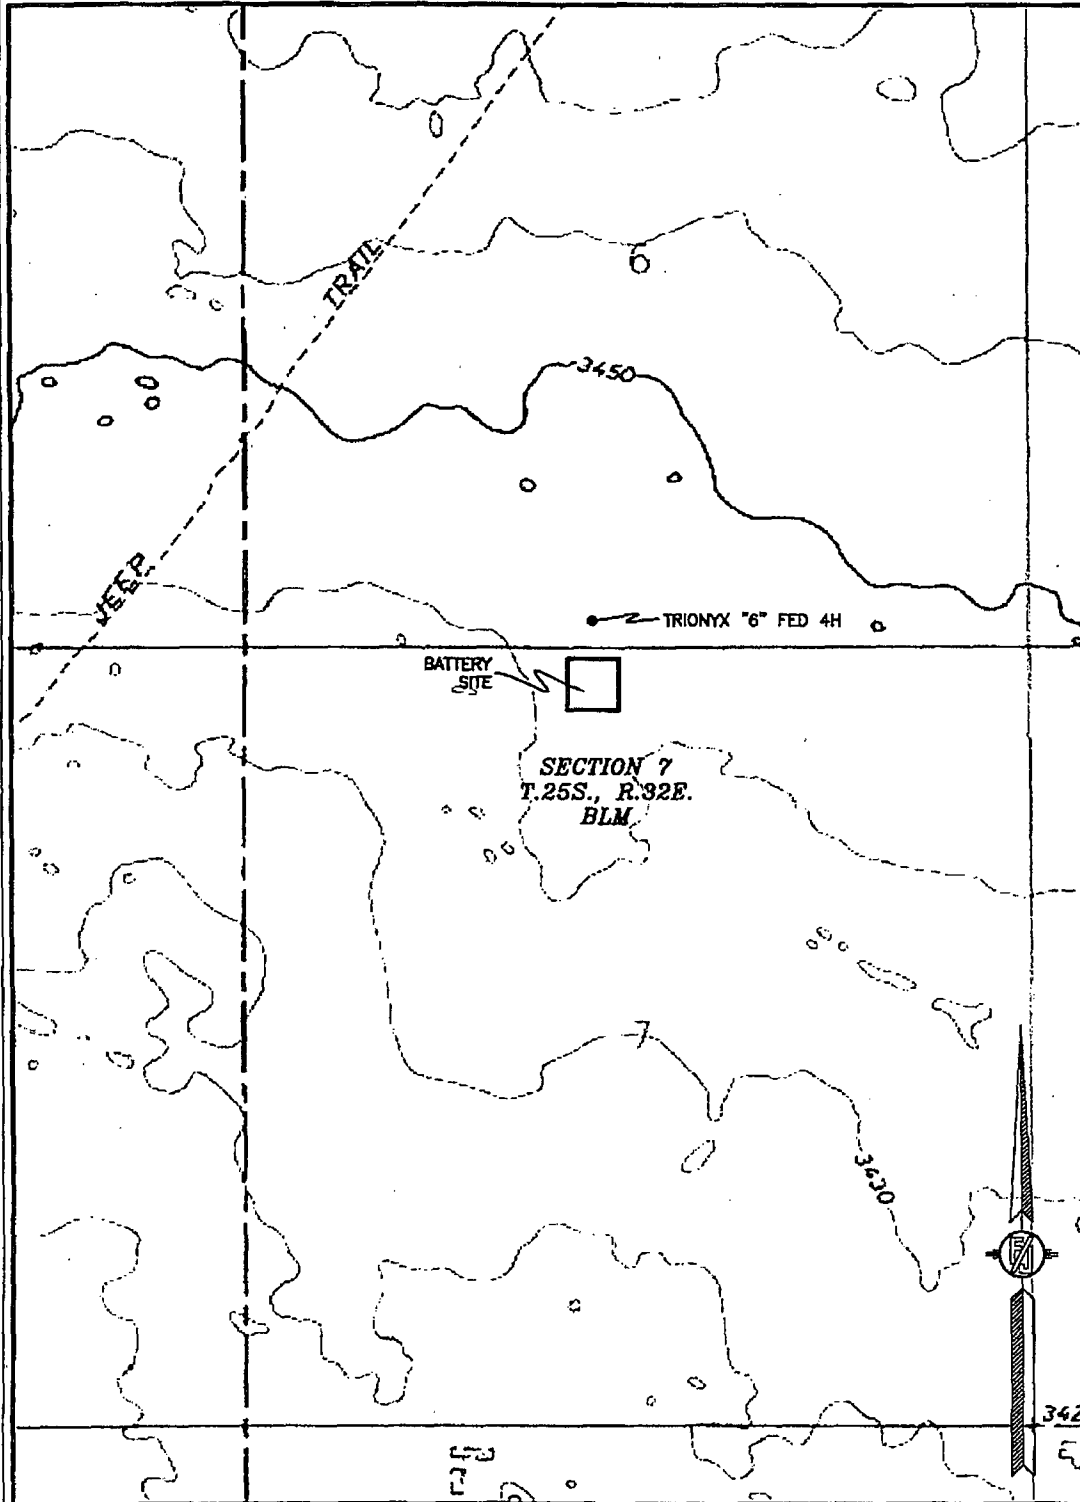 6
TRAIL
3450
JEEP
TRIONYX "6" FED 4H
BATTERY
SITE
SECTION 7
T.25S., R.32E.
BLM
7
3430
342